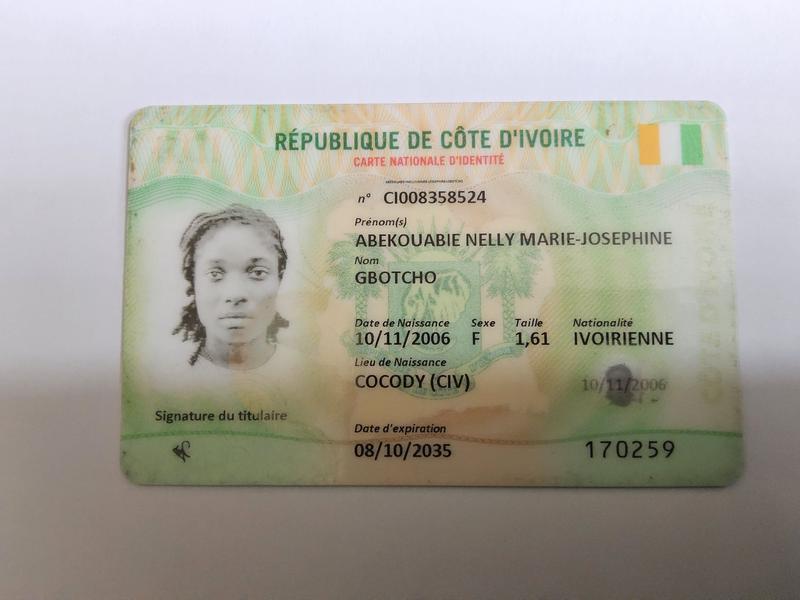 RÉPUBLIQUE DE CÔTE D'IVOIRE
CARTE NATIONALE D'IDENTITÉ
n° CI008358524
Prénom(s)
ABEKOUABIE NELLY MARIE-JOSEPHINE
Nom
GBOTCHO
Date de Naissance Sexe Taille Nationalité
10/11/2006 F 1,61 IVOIRIENNE
Lieu de Naissance
COCODY (CIV)
10/11/2006
Signature du titulaire
Date d'expiration
08/10/2035
170259